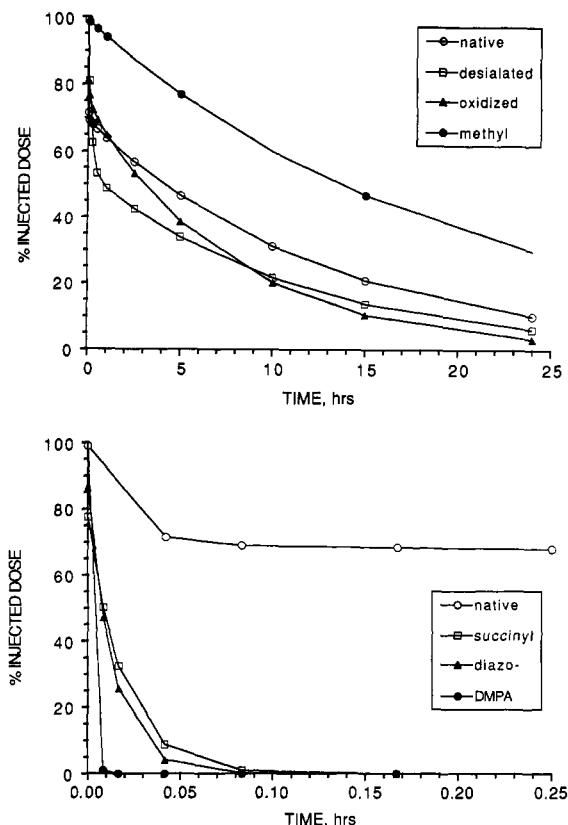 100
80
60
40
20
0
% INJECTED DOSE
native
desialated
oxidized
methyl
0 5 10 15 20 25
TIME, hrs
100
80
60
40
20
0
% INJECTED DOSE
native
succinyl
diazo-
DMPA
0.00 0.05 0.10 0.15 0.20 0.25
TIME, hrs